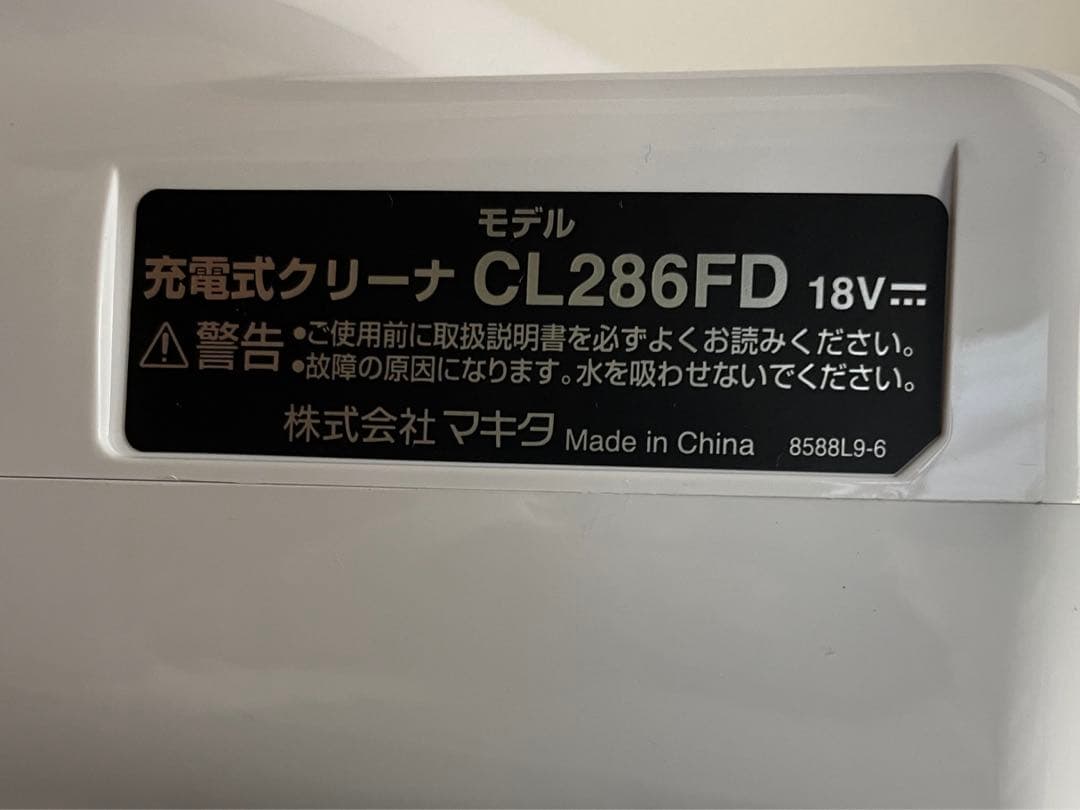 モデル
充電式クリーナ CL286FD 18V⎓
⚠警告 •ご使用前に取扱説明書を必ずよくお読みください。
•故障の原因になります。水を吸わせないでください。
株式会社 マキタ Made in China 8588L9-6